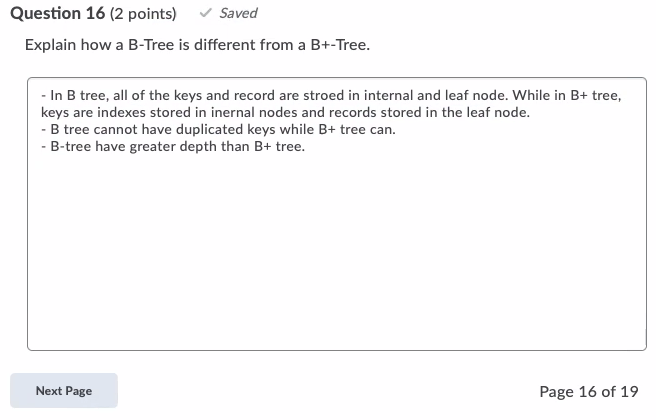 Question 16 (2 points) ✓ Saved
Explain how a B-Tree is different from a B+-Tree.
- In B tree, all of the keys and record are stroed in internal and leaf node. While in B+ tree,
keys are indexes stored in inernal nodes and records stored in the leaf node.
- B tree cannot have duplicated keys while B+ tree can.
- B-tree have greater depth than B+ tree.
Next Page
Page 16 of 19